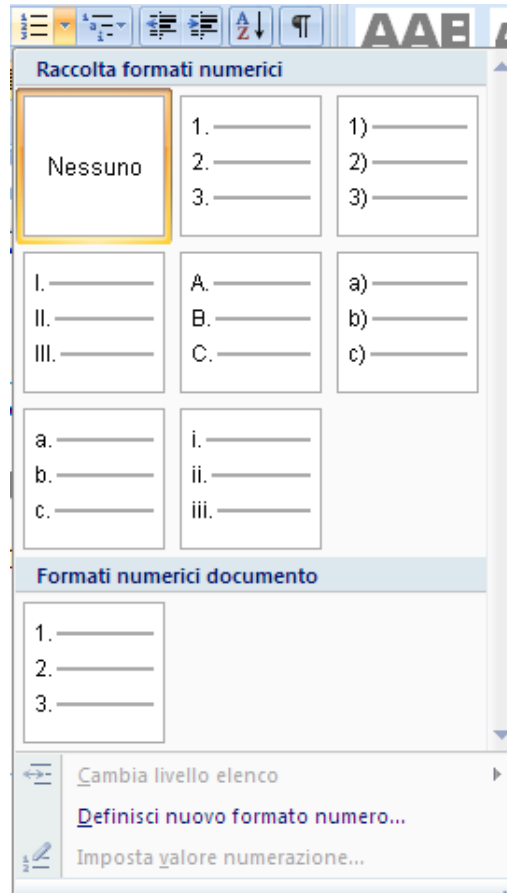 AAB
Raccolta formati numerici
Nessuno
1.
2.
3.
1)
2)
3)
I.
II.
III.
A.
B.
C.
a)
b)
c)
a.
b.
c.
i.
ii.
iii.
Formati numerici documento
1.
2.
3.
Cambia livello elenco
Definisci nuovo formato numero...
Imposta valore numerazione...